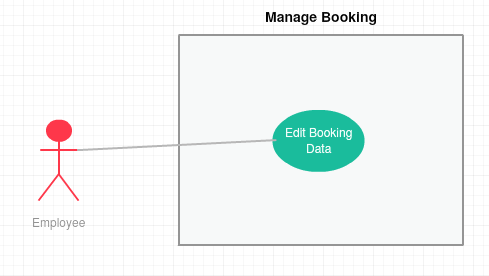 Manage Booking
Edit Booking
Data
Employee